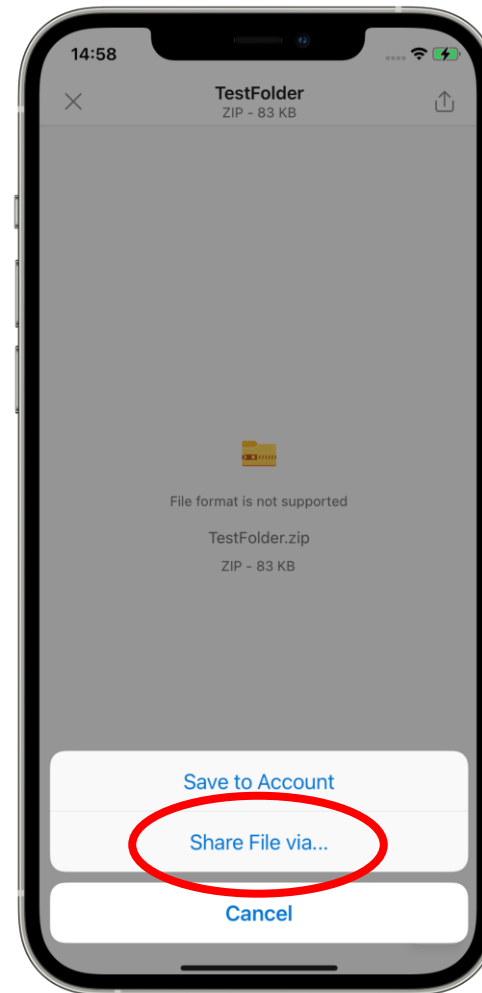 14:58
TestFolder
ZIP - 83 KB
File format is not supported
TestFolder.zip
ZIP - 83 KB
Save to Account
Share File via...
Cancel